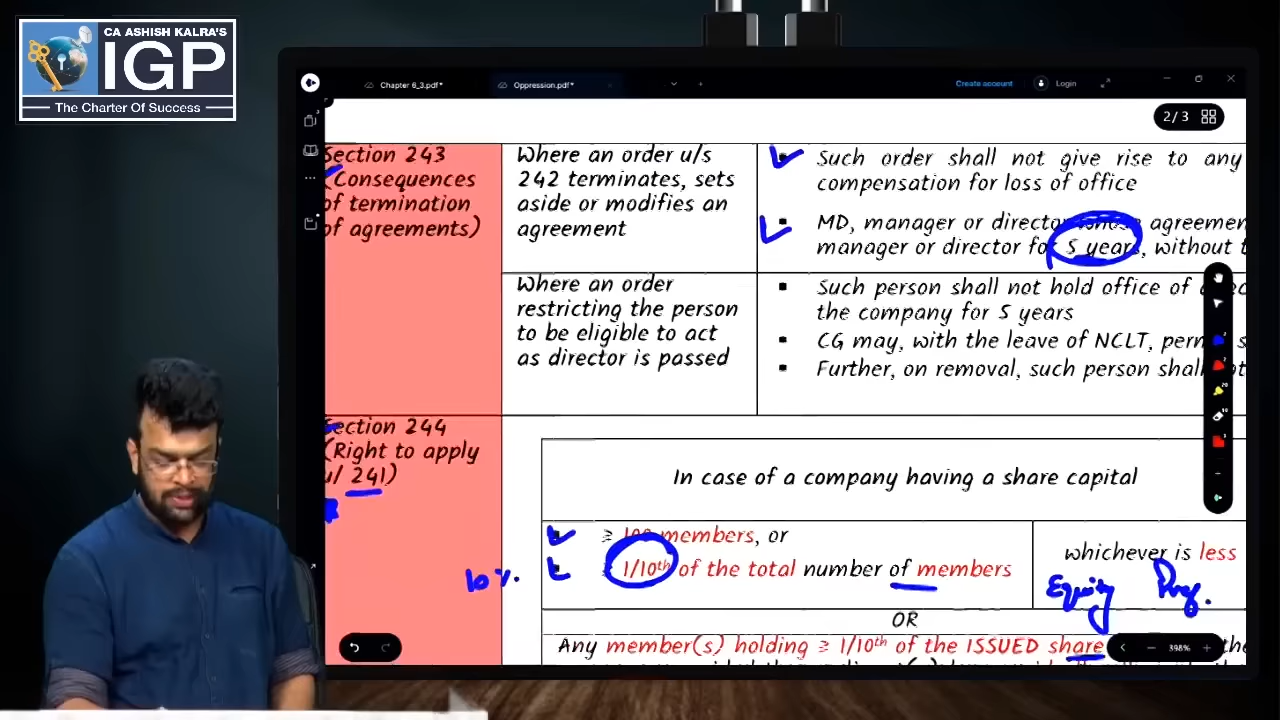 CA ASHISH KALRA'S
IGP
The Charter Of Success
Chapter 6_3.pdf*
Oppression.pdf*
Create account
Login
2/3
Section 243
(Consequences
of termination
of agreements)
Where an order u/s
242 terminates, sets
aside or modifies an
agreement
Such order shall not give rise to any
compensation for loss of office
MD, manager or director whose agreemen
manager or director for 5 years, without
Where an order
restricting the person
to be eligible to act
as director is passed
Such person shall not hold office of
the company for 5 years
CG may, with the leave of NCLT,
Further, on removal, such person
Section 244
(Right to apply
u/ 241)
In case of a company having a share capital
≥ 100 members, or
1/10th of the total number of members
whichever is less
10%.
Equity Pref.
OR
Any member(s) holding ≥ 1/10th of the ISSUED share
398%